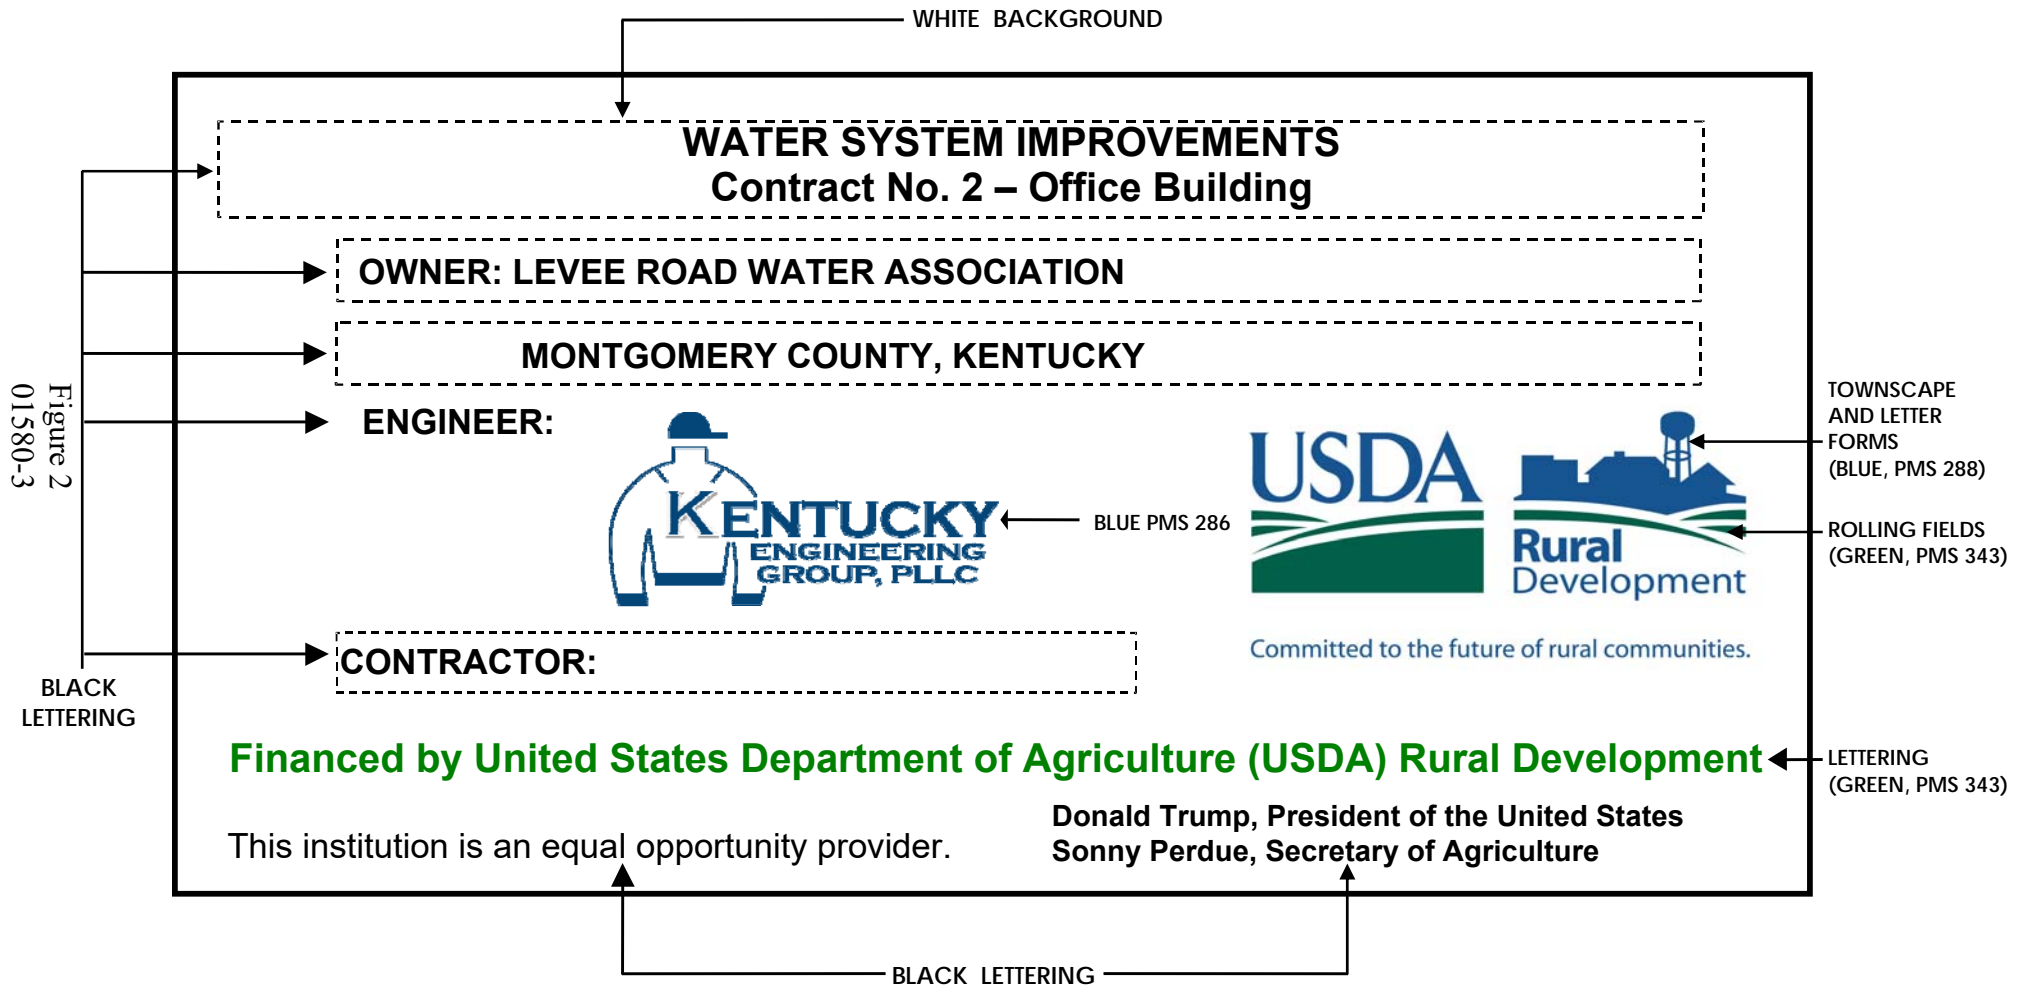 WHITE BACKGROUND
WATER SYSTEM IMPROVEMENTS
Contract No. 2 – Office Building
OWNER: LEVEE ROAD WATER ASSOCIATION
MONTGOMERY COUNTY, KENTUCKY
ENGINEER:
KENTUCKY
ENGINEERING
GROUP, PLLC
BLUE PMS 286
USDA
Rural
Development
Committed to the future of rural communities.
TOWNSCAPE
AND LETTER
FORMS
(BLUE, PMS 288)
ROLLING FIELDS
(GREEN, PMS 343)
CONTRACTOR:
Figure 2
01580-3
BLACK
LETTERING
Financed by United States Department of Agriculture (USDA) Rural Development
LETTERING
(GREEN, PMS 343)
This institution is an equal opportunity provider.
Donald Trump, President of the United States
Sonny Perdue, Secretary of Agriculture
BLACK LETTERING